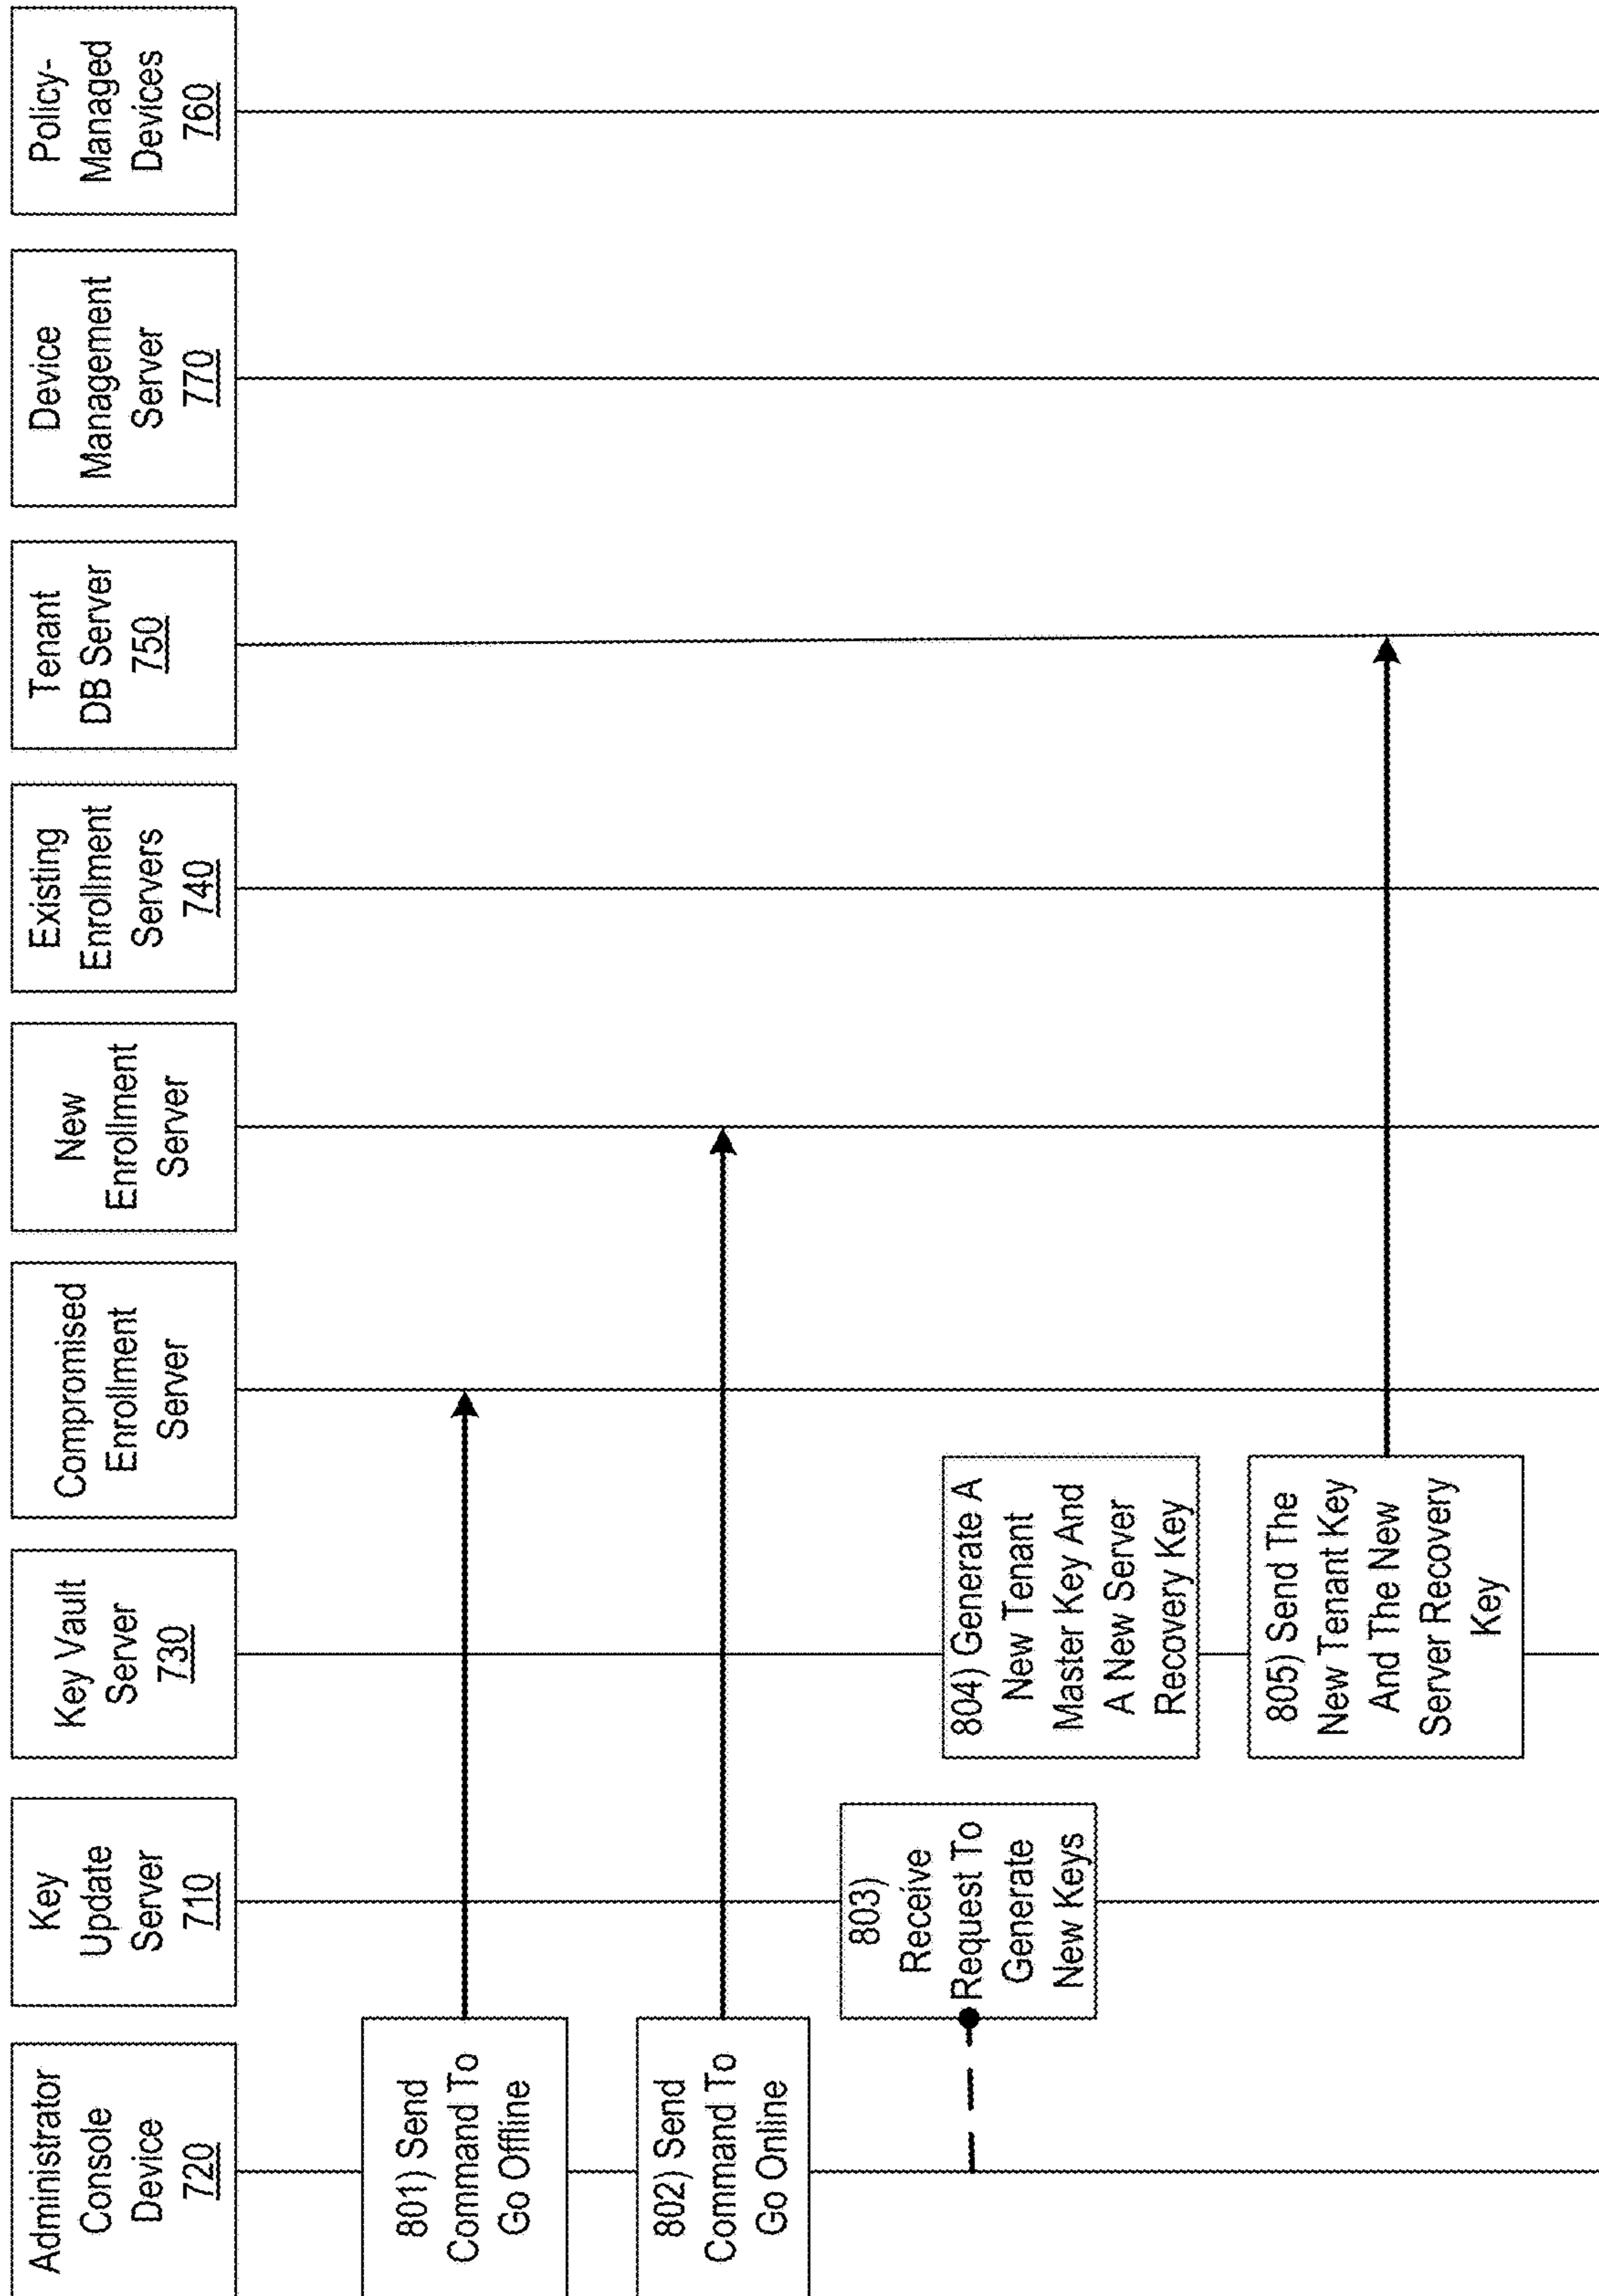 Administrator
Console
Device
720
Key
Update
Server
710
Key Vault
Server
730
Compromised
Enrollment
Server
New
Enrollment
Server
Existing
Enrollment
Servers
740
Tenant
DB Server
750
Device
Management
Server
770
Policy-
Managed
Devices
760
801) Send
Command To
Go Offline
802) Send
Command To
Go Online
803)
Receive
Request To
Generate
New Keys
804) Generate A
New Tenant
Master Key And
A New Server
Recovery Key
805) Send The
New Tenant Key
And The New
Server Recovery
Key